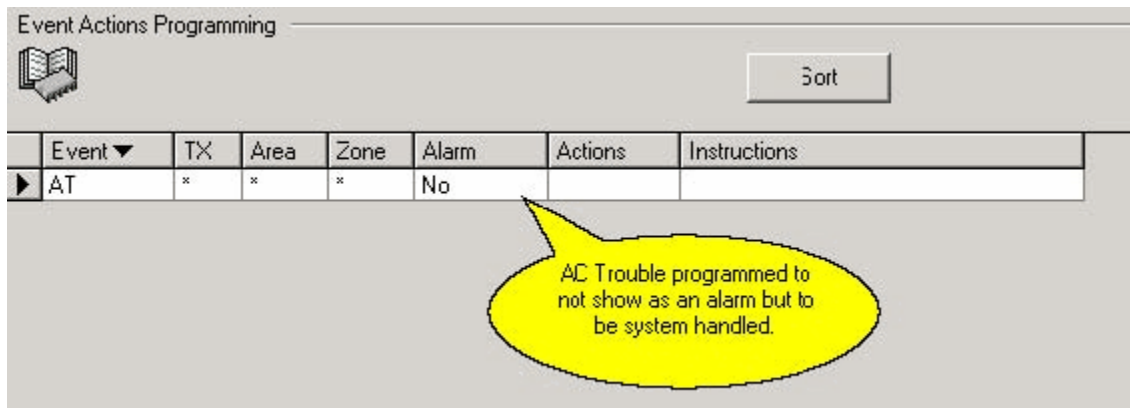 Event Actions Programming
Sort
Event TX Area Zone Alarm Actions Instructions
AT * * * No
AC Trouble programmed to
not show as an alarm but to
be system handled.